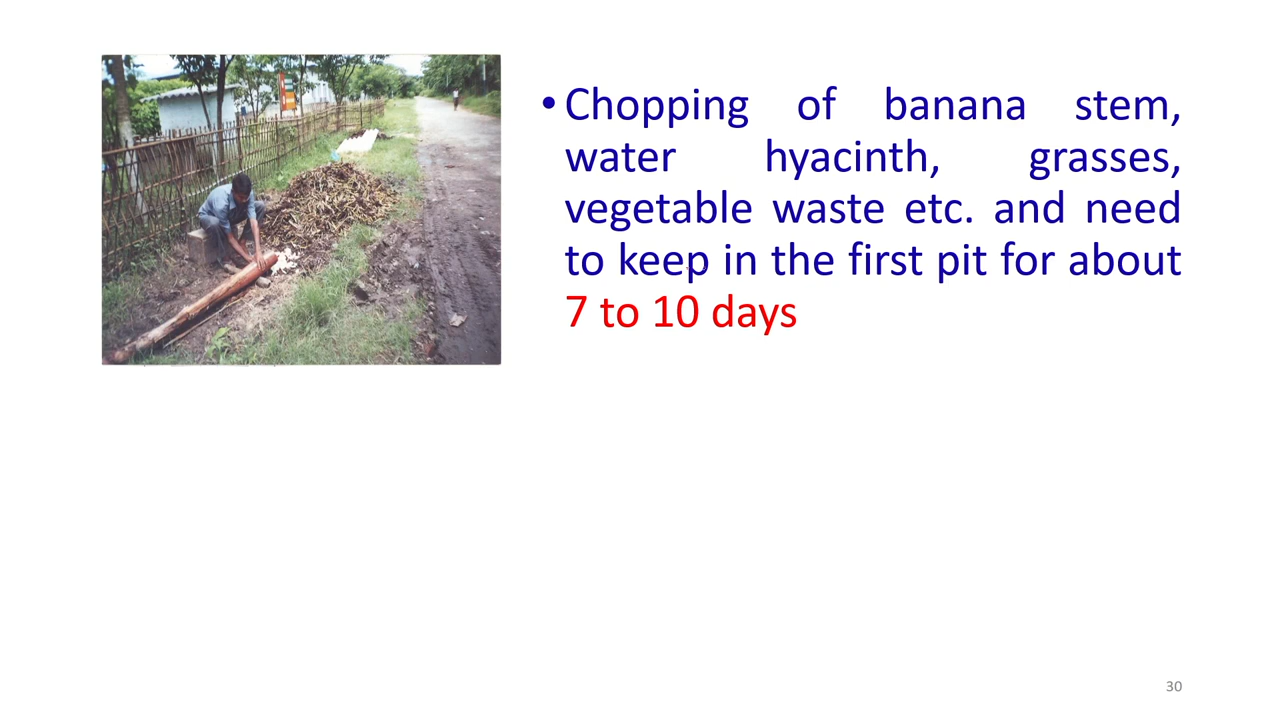 • Chopping of banana stem,
water hyacinth, grasses,
vegetable waste etc. and need
to keep in the first pit for about
7 to 10 days
30